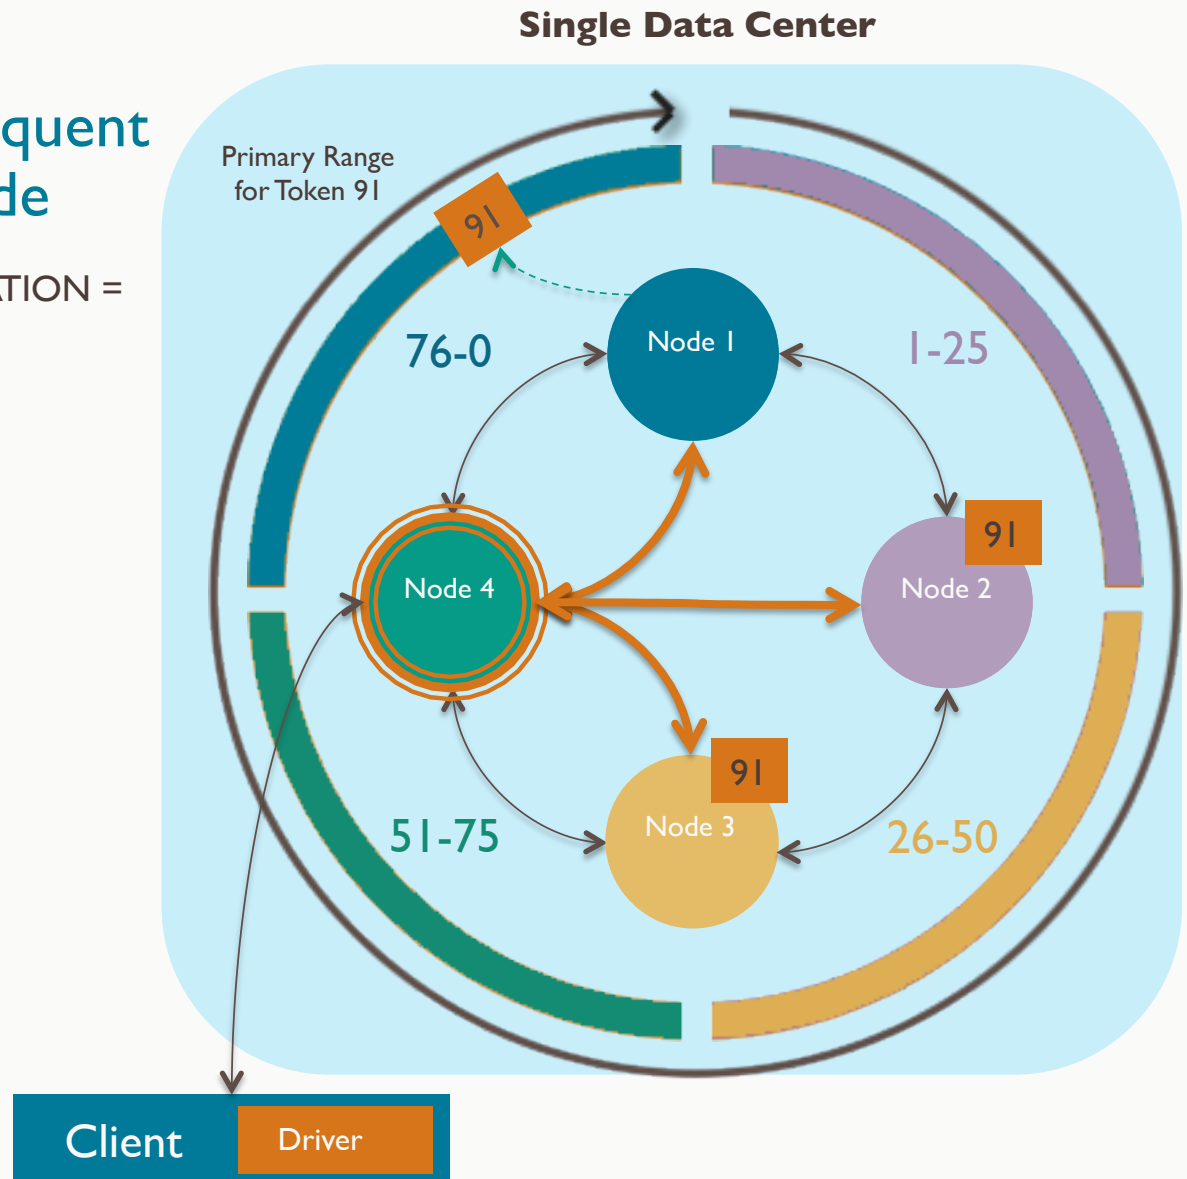 Single Data Center
quent
de
ATION =
Primary Range
for Token 91
91
76-0
1-25
Node 1
Node 4
91
Node 2
91
Node 3
51-75
26-50
Client
Driver